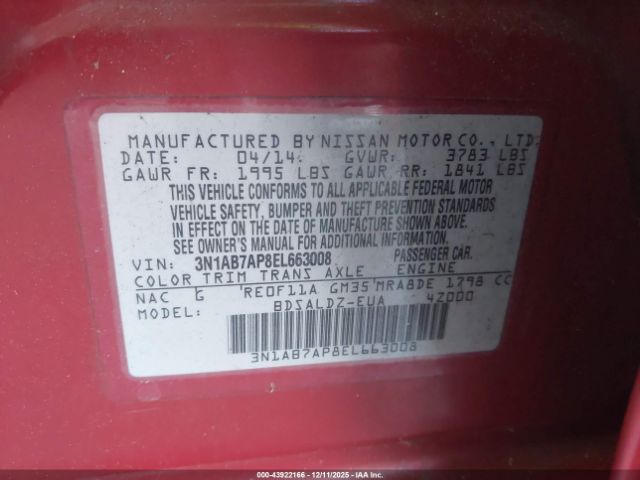 MANUFACTURED BY NISSAN MOTOR CO., LTD.
DATE: 04/14 GVWR: 3783 LBS
GAWR FR: 1995 LBS GAWR RR: 1841 LBS
THIS VEHICLE CONFORMS TO ALL APPLICABLE FEDERAL MOTOR
VEHICLE SAFETY, BUMPER AND THEFT PREVENTION STANDARDS
IN EFFECT ON THE DATE OF MANUFACTURE SHOWN ABOVE.
SEE OWNER'S MANUAL FOR ADDITIONAL INFORMATION
VIN: 3N1AB7AP8EL663008 PASSENGER CAR.
COLOR TRIM TRANS AXLE ENGINE
NAC G RE0F11A GM35 MRA8DE 1798 CC
MODEL: BDSALDZ-EUA 4Z000
3N1AB7AP8EL663008
000-43922166 - 12/11/2025 - IAA Inc.